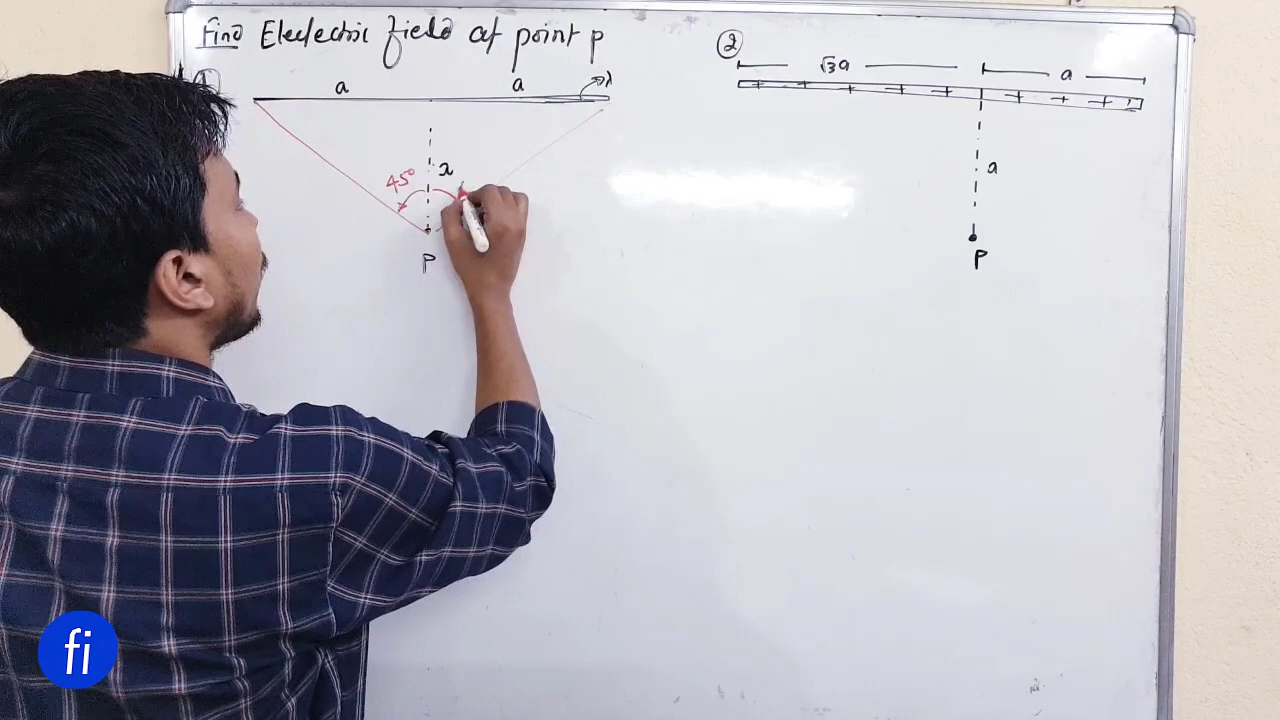 Find Electric field at point P
①
a a λ
45° x
P
②
√3a a
+ + + + + + + +
a
P
fi